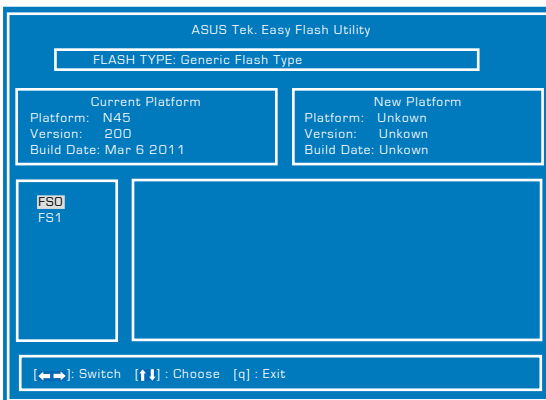 ASUS Tek. Easy Flash Utility
FLASH TYPE: Generic Flash Type
Current Platform
Platform: N45
Version: 200
Build Date: Mar 6 2011
New Platform
Platform: Unkown
Version: Unkown
Build Date: Unkown
FS0
FS1
[←→]: Switch [↑↓] : Choose [q] : Exit